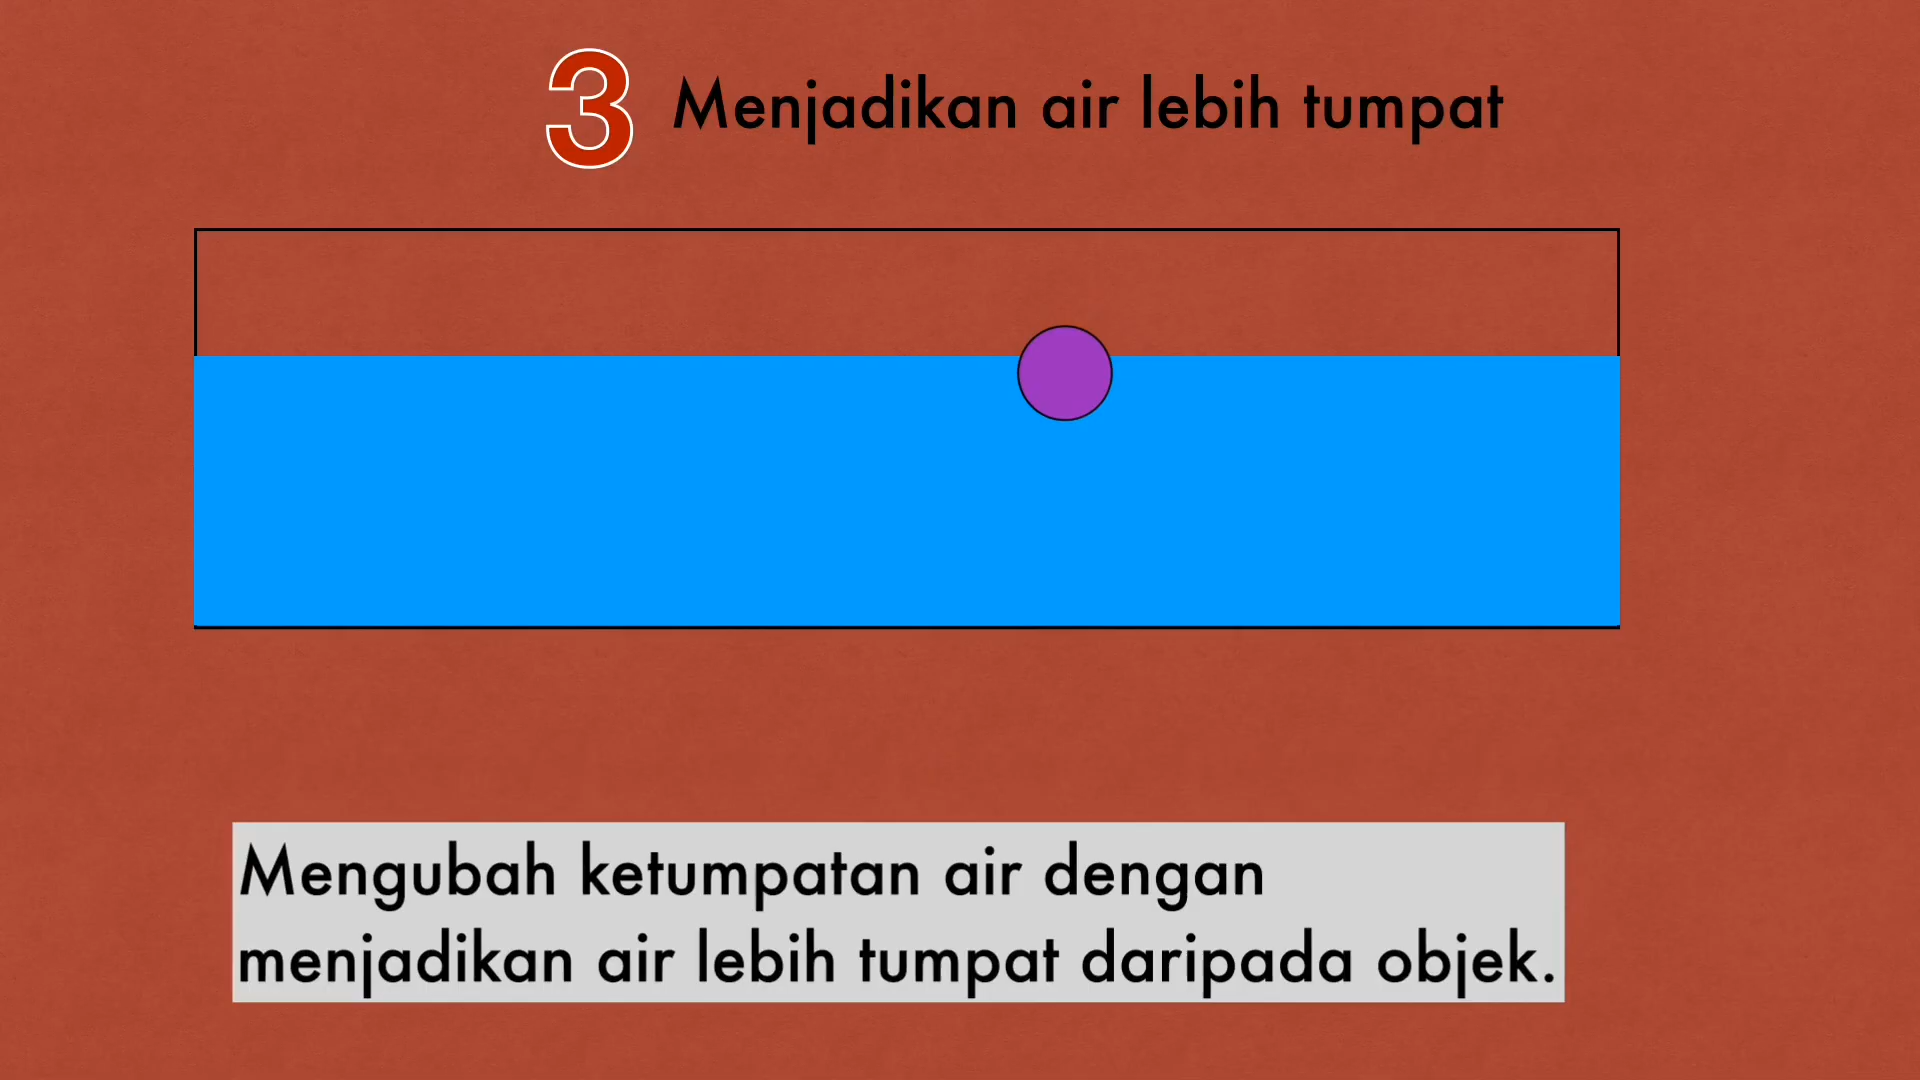 3 Menjadikan air lebih tumpat
Mengubah ketumpatan air dengan
menjadikan air lebih tumpat daripada objek.